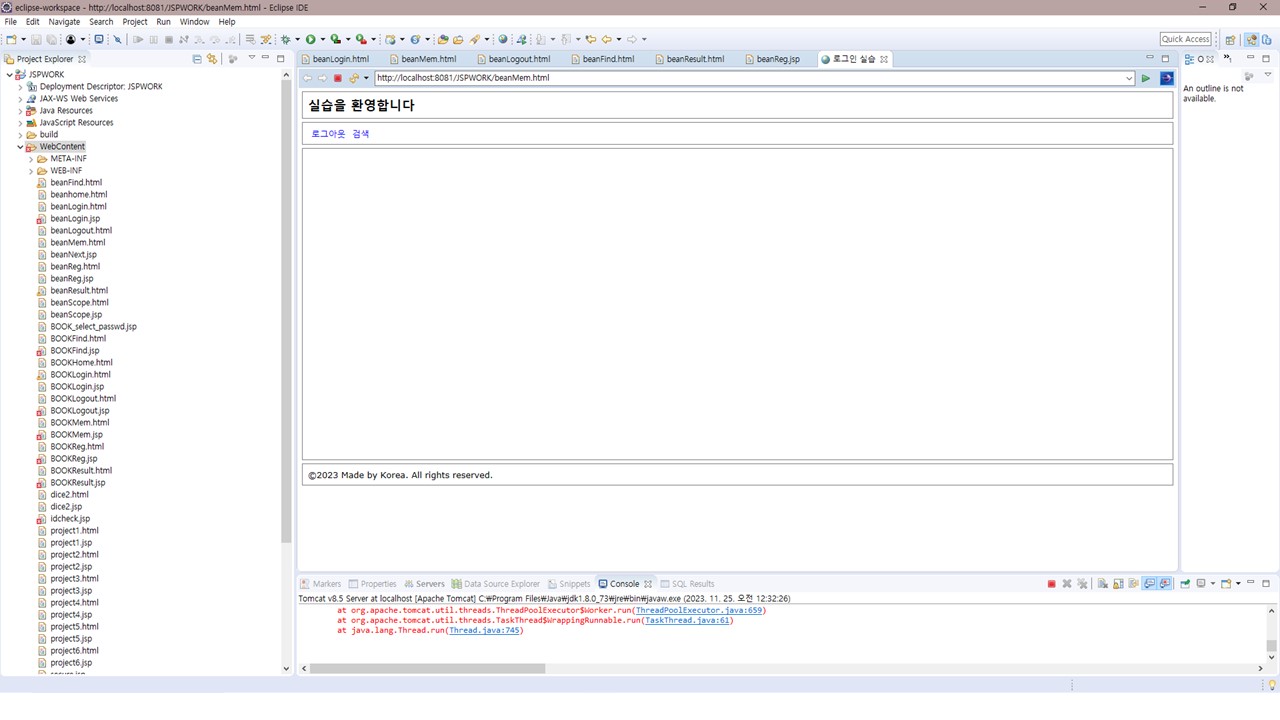 eclipse-workspace - http://localhost:8081/JSPWORK/beanMem.html - Eclipse IDE
File Edit Navigate Search Project Run Window Help
Quick Access
Project Explorer
JSPWORK
Deployment Descriptor: JSPWORK
JAX-WS Web Services
Java Resources
JavaScript Resources
build
WebContent
META-INF
WEB-INF
beanFind.html
beanhome.html
beanLogin.html
beanLogin.jsp
beanLogout.html
beanMem.html
beanNext.jsp
beanReg.html
beanReg.jsp
beanResult.html
beanScope.html
beanScope.jsp
BOOK_select_passwd.jsp
BOOKFind.html
BOOKFind.jsp
BOOKHome.html
BOOKLogin.html
BOOKLogin.jsp
BOOKLogout.html
BOOKLogout.jsp
BOOKMem.html
BOOKMem.jsp
BOOKReg.html
BOOKReg.jsp
BOOKResult.html
BOOKResult.jsp
dice2.html
dice2.jsp
idcheck.jsp
project1.html
project1.jsp
project2.html
project2.jsp
project3.html
project3.jsp
project4.html
project4.jsp
project5.html
project5.jsp
project6.html
project6.jsp
beanLogin.html beanMem.html beanLogout.html beanFind.html beanResult.html beanReg.jsp 로그인 실습
http://localhost:8081/JSPWORK/beanMem.html
실습을 환영합니다
로그아웃 검색
©2023 Made by Korea. All rights reserved.
Markers Properties Servers Data Source Explorer Snippets Console SQL Results
Tomcat v8.5 Server at localhost [Apache Tomcat] C:₩Program Files₩Java₩jdk1.8.0_73₩jre₩bin₩javaw.exe (2023. 11. 25. 오전 12:32:26)
at org.apache.tomcat.util.threads.ThreadPoolExecutor$Worker.run(ThreadPoolExecutor.java:659)
at org.apache.tomcat.util.threads.TaskThread$WrappingRunnable.run(TaskThread.java:61)
at java.lang.Thread.run(Thread.java:745)
O
An outline is not
available.